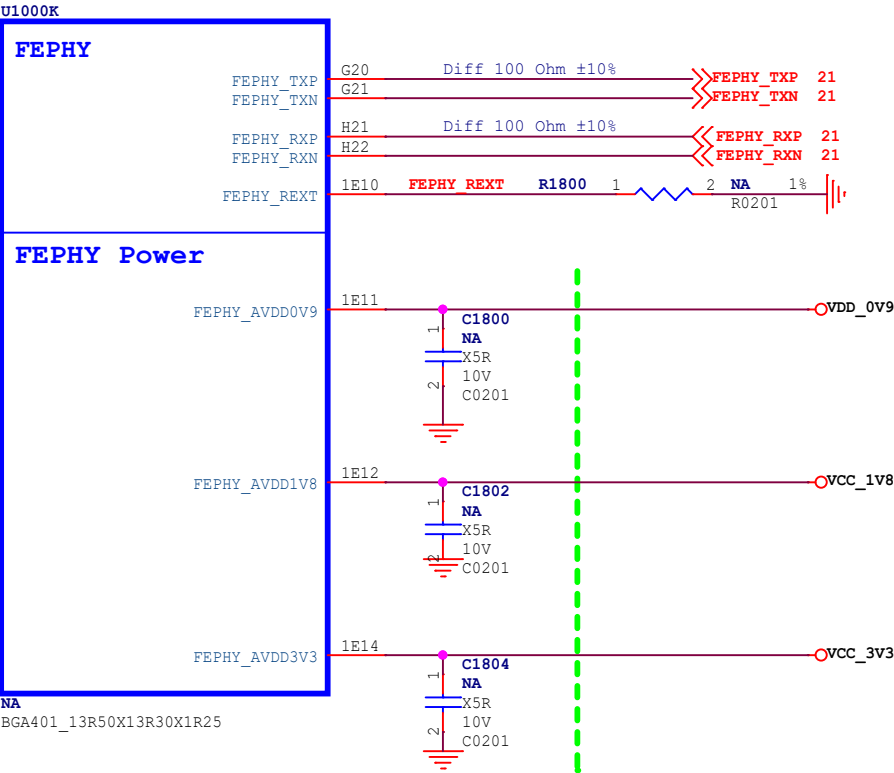 U1000K
FEPHY
FEPHY_TXP G20 Diff 100 Ohm ±10% FEPHY_TXP 21
FEPHY_TXN G21 FEPHY_TXN 21
FEPHY_RXP H21 Diff 100 Ohm ±10% FEPHY_RXP 21
FEPHY_RXN H22 FEPHY_RXN 21
FEPHY_REXT 1E10 FEPHY_REXT R1800 1 2 NA 1%
R0201
FEPHY Power
FEPHY_AVDD0V9 1E11 VDD_0V9
C1800
1 NA
X5R
2 10V
C0201
FEPHY_AVDD1V8 1E12 VCC_1V8
C1802
1 NA
X5R
2 10V
C0201
FEPHY_AVDD3V3 1E14 VCC_3V3
C1804
1 NA
X5R
2 10V
C0201
NA
BGA401_13R50X13R30X1R25